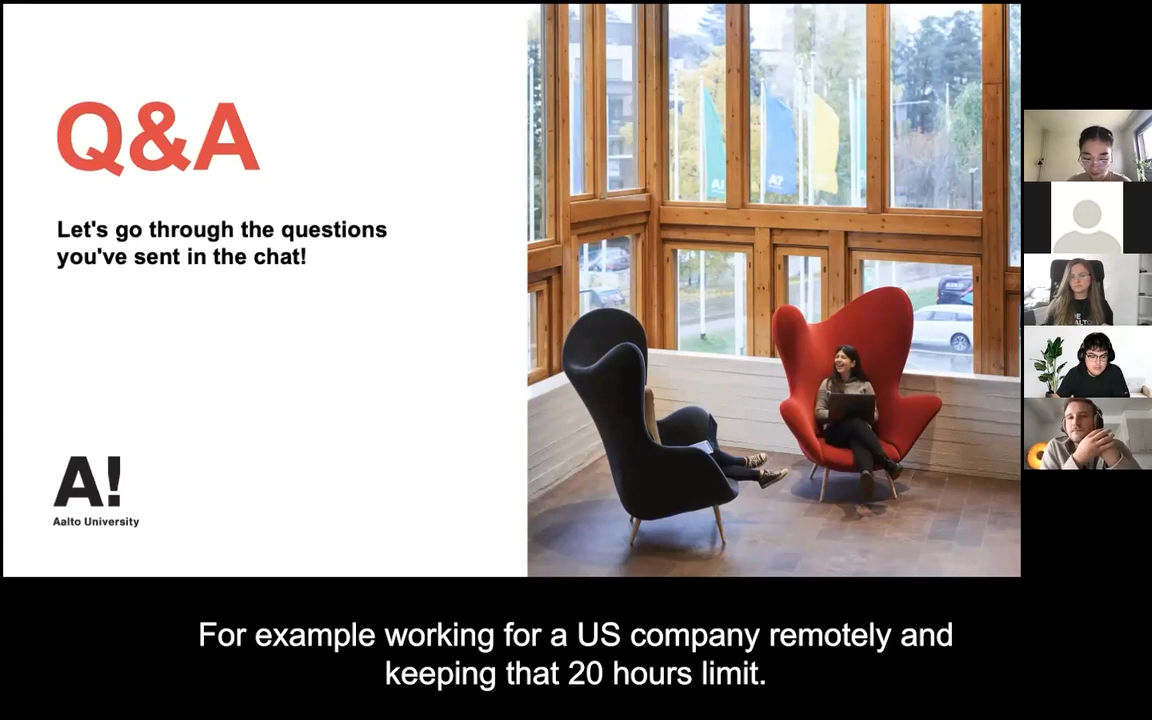 Q&A
Let's go through the questions
you've sent in the chat!
A!
Aalto University
For example working for a US company remotely and
keeping that 20 hours limit.